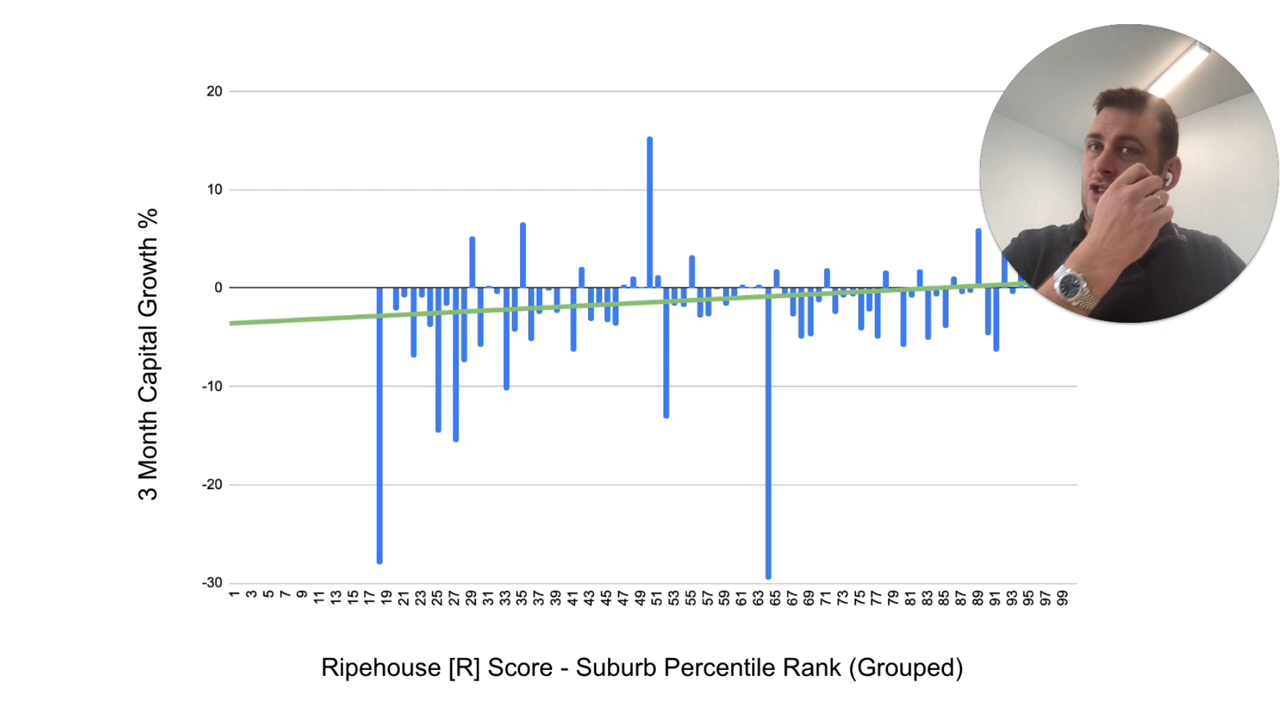 20
10
0
-10
-20
-30
3 Month Capital Growth %
1 3 5 7 9 11 13 15 17 19 21 23 25 27 29 31 33 35 37 39 41 43 45 47 49 51 53 55 57 59 61 63 65 67 69 71 73 75 77 79 81 83 85 87 89 91 93 95 97 99
Ripehouse [R] Score - Suburb Percentile Rank (Grouped)